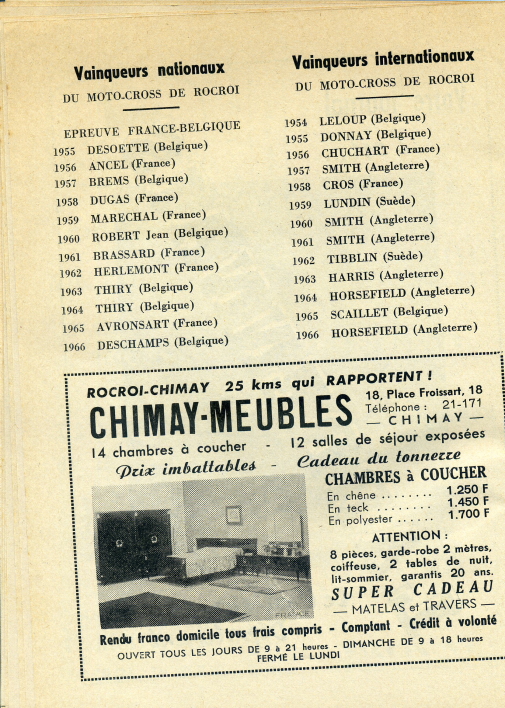 Vainqueurs nationaux
DU MOTO-CROSS DE ROCROI
EPREUVE FRANCE-BELGIQUE
1955 DESOETTE (Belgique)
1956 ANCEL (France)
1957 BREMS (Belgique)
1958 DUGAS (France)
1959 MARECHAL (France)
1960 ROBERT Jean (Belgique)
1961 BRASSARD (France)
1962 HERLEMONT (France)
1963 THIRY (Belgique)
1964 THIRY (Belgique)
1965 AVRONSART (France)
1966 DESCHAMPS (Belgique)
Vainqueurs internationaux
DU MOTO-CROSS DE ROCROI
1954 LELOUP (Belgique)
1955 DONNAY (Belgique)
1956 CHUCHART (France)
1957 SMITH (Angleterre)
1958 CROS (France)
1959 LUNDIN (Suède)
1960 SMITH (Angleterre)
1961 SMITH (Angleterre)
1962 TIBBLIN (Suède)
1963 HARRIS (Angleterre)
1964 HORSEFIELD (Angleterre)
1965 SCAILLET (Belgique)
1966 HORSEFIELD (Angleterre)
ROCROI-CHIMAY 25 kms qui RAPPORTENT !
CHIMAY-MEUBLES
18, Place Froissart, 18
Téléphone : 21-171
— CHIMAY —
14 chambres à coucher - 12 salles de séjour exposées
Prix imbattables - Cadeau du tonnerre
CHAMBRES à COUCHER
En chêne ........ 1.250 F
En teck ......... 1.450 F
En polyester ...... 1.700 F
ATTENTION :
8 pièces, garde-robe 2 mètres,
coiffeuse, 2 tables de nuit,
lit-sommier, garantis 20 ans.
SUPER CADEAU
— MATELAS et TRAVERS —
FRANCE
Rendu franco domicile tous frais compris - Comptant - Crédit à volonté
OUVERT TOUS LES JOURS DE 9 à 21 heures - DIMANCHE DE 9 à 18 heures
FERMÉ LE LUNDI